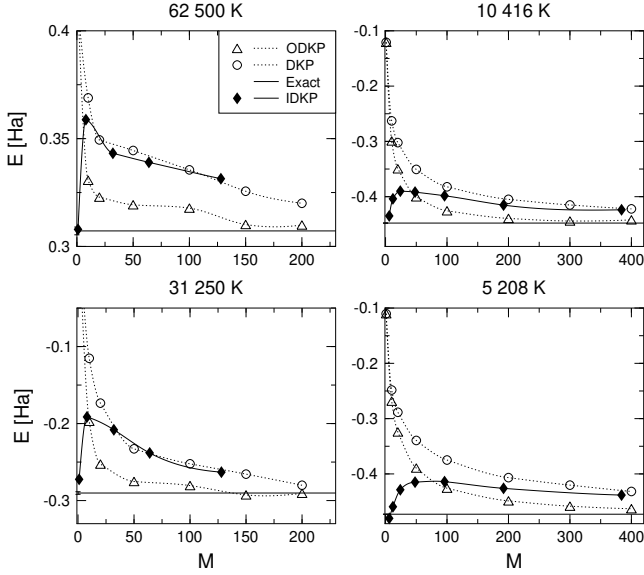 62 500 K
10 416 K
0.4
0.35
0.3
E [Ha]
0 50 100 150 200
ODKP
DKP
Exact
IDKP
-0.1
-0.2
-0.3
-0.4
0 100 200 300 400
31 250 K
5 208 K
-0.1
-0.2
-0.3
E [Ha]
0 50 100 150 200
M
-0.1
-0.2
-0.3
-0.4
0 100 200 300 400
M